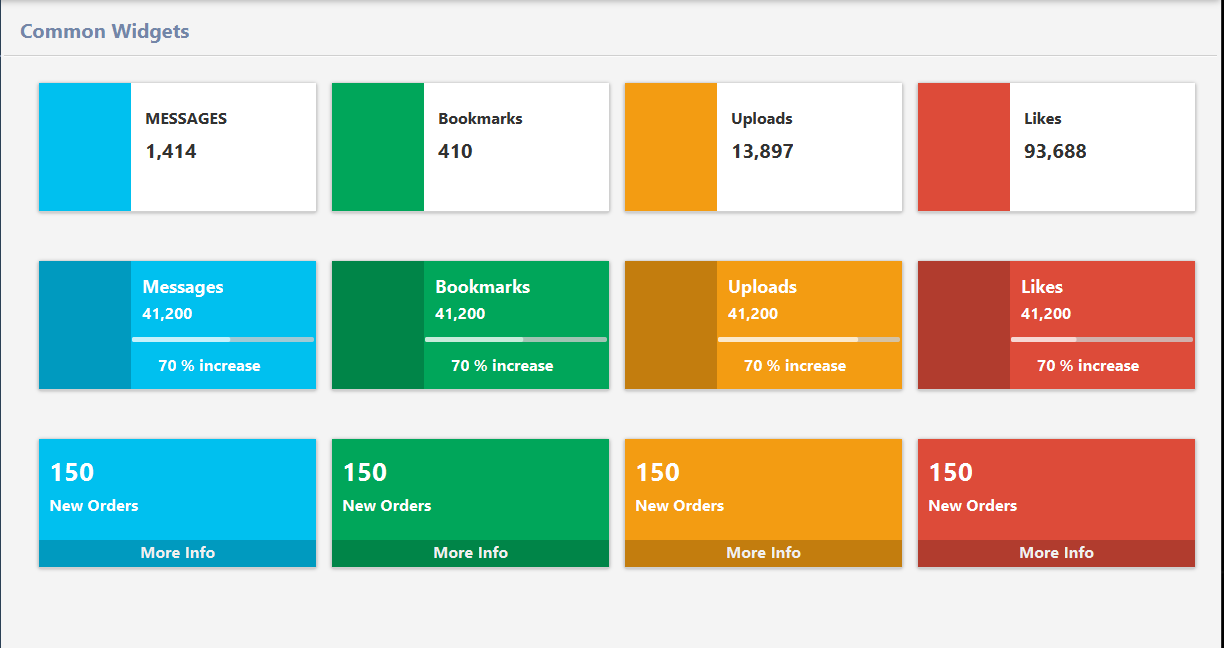 Common Widgets
MESSAGES
1,414
Bookmarks
410
Uploads
13,897
Likes
93,688
Messages
41,200
70 % increase
Bookmarks
41,200
70 % increase
Uploads
41,200
70 % increase
Likes
41,200
70 % increase
150
New Orders
More Info
150
New Orders
More Info
150
New Orders
More Info
150
New Orders
More Info